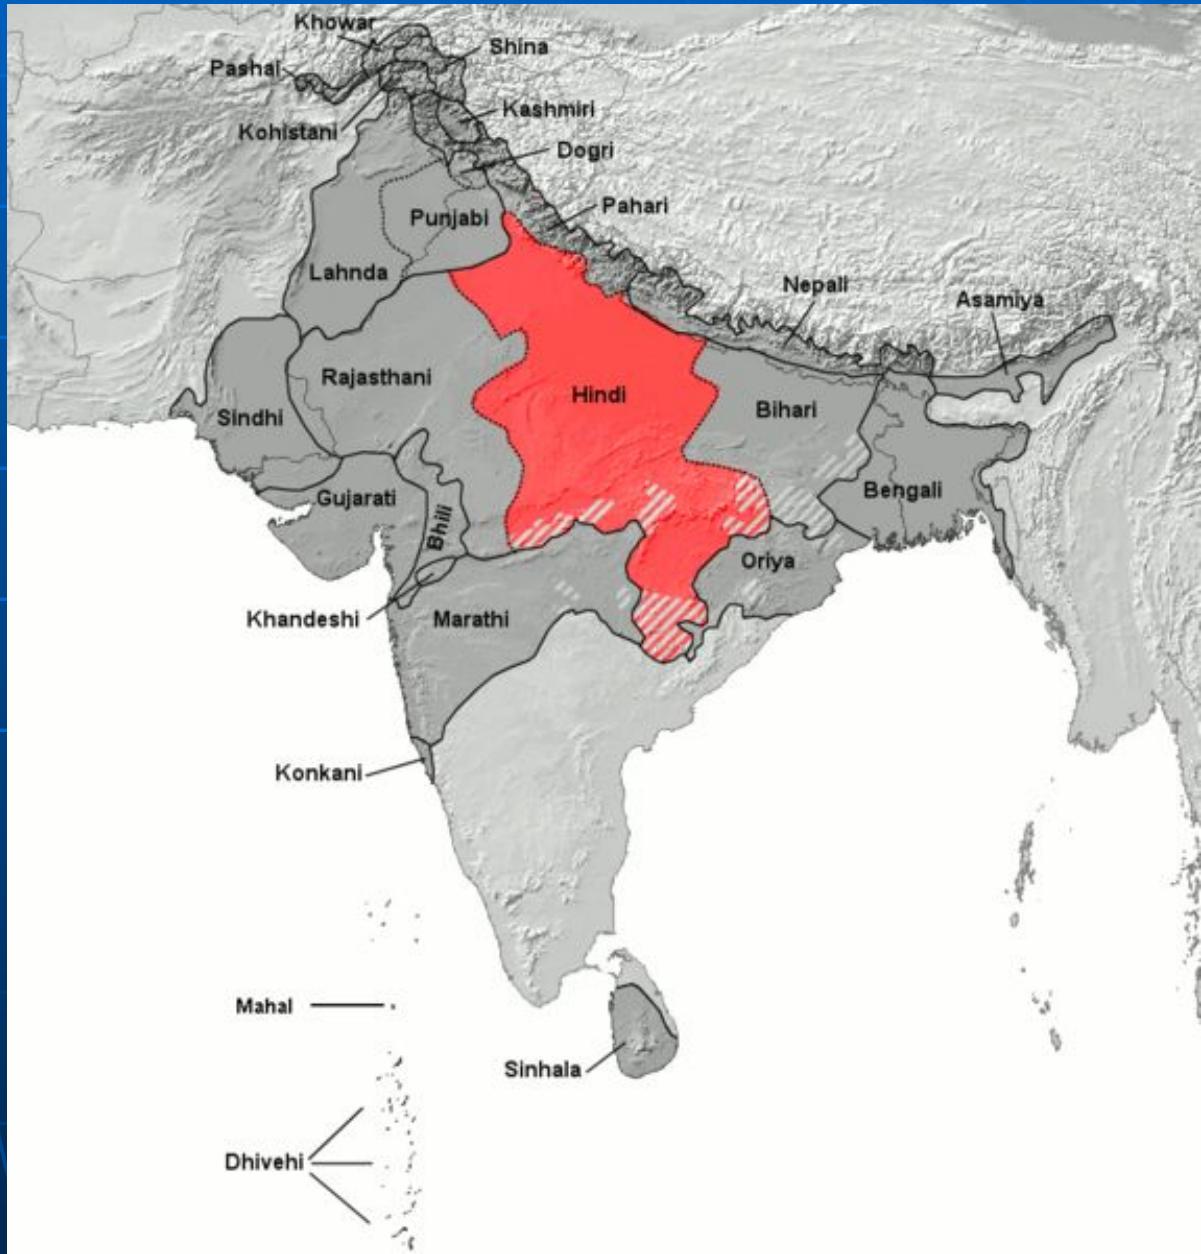 Khowar
Shina
Pashai
Kashmiri
Kohistani
Dogri
Pahari
Punjabi
Lahnda
Nepali
Asamiya
Rajasthani
Hindi
Bihari
Sindhi
Bengali
Gujarati
Bhili
Oriya
Khandeshi
Marathi
Konkani
Mahal
Sinhala
Dhivehi